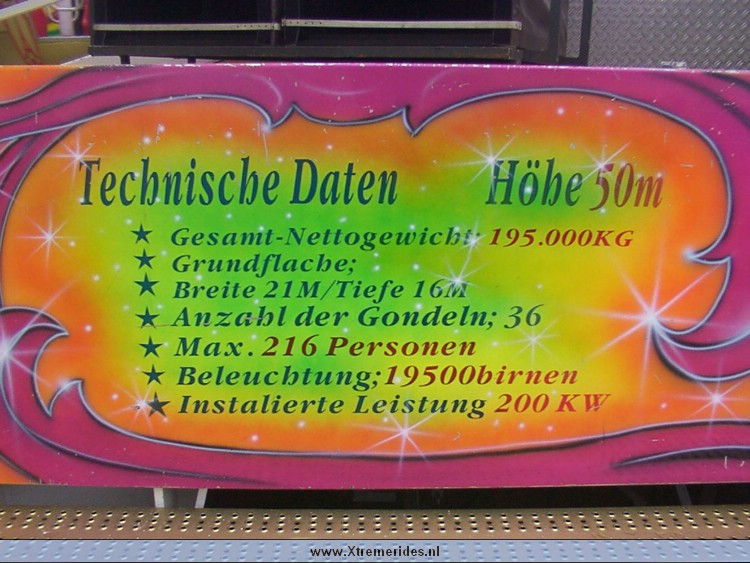 Technische Daten Höhe 50m
Gesamt-Nettogewicht; 195.000KG
Grundflache;
Breite 21M/Tiefe 16M
Anzahl der Gondeln; 36
Max. 216 Personen
Beleuchtung;19500birnen
Instalierte Leistung 200 KW
www.Xtremerides.nl